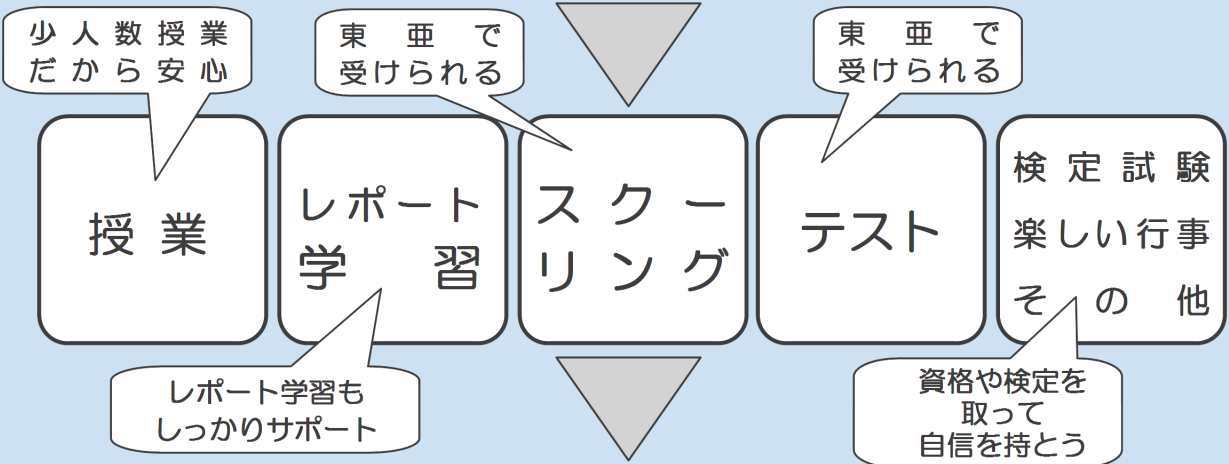 少人数授業
だから安心
東亜で
受けられる
東亜で
受けられる
授業
レポート
学習
スクー
リング
テスト
検定試験
楽しい行事
その他
レポート学習も
しっかりサポート
資格や検定を
取って
自信を持とう